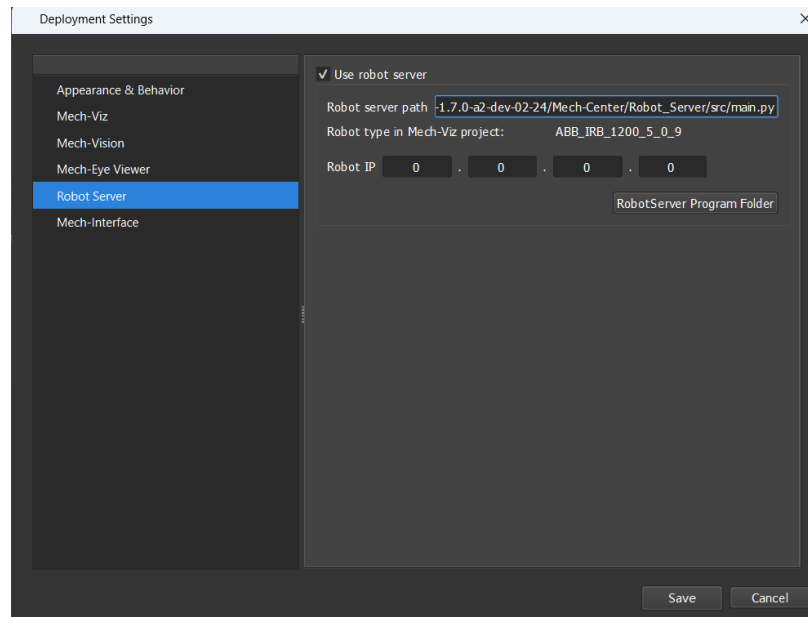 Deployment Settings
Appearance & Behavior
Mech-Viz
Mech-Vision
Mech-Eye Viewer
Robot Server
Mech-Interface
Use robot server
Robot server path -1.7.0-a2-dev-02-24/Mech-Center/Robot_Server/src/main.py
Robot type in Mech-Viz project: ABB_IRB_1200_5_0_9
Robot IP 0 . 0 . 0 . 0
RobotServer Program Folder
Save Cancel